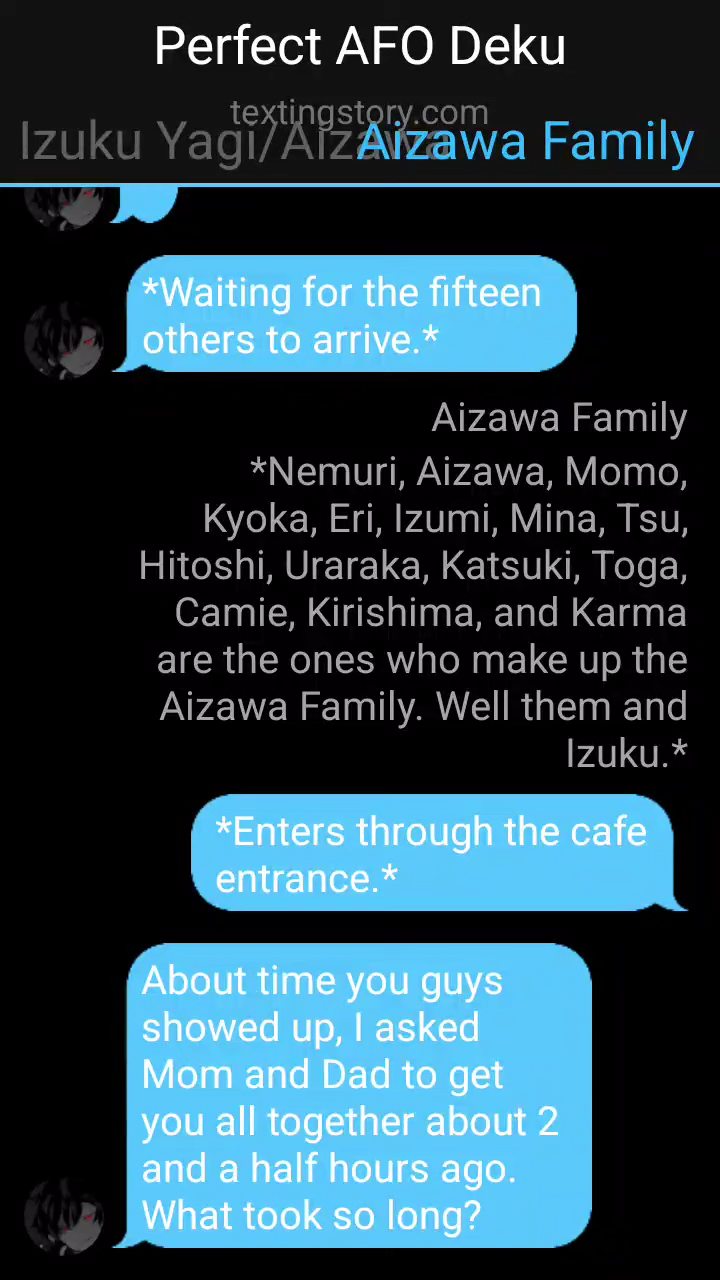 Perfect AFO Deku
textingstory.com
Izuku Yagi/Aizawa
Aizawa Family
*Waiting for the fifteen
others to arrive.*
Aizawa Family
*Nemuri, Aizawa, Momo,
Kyoka, Eri, Izumi, Mina, Tsu,
Hitoshi, Uraraka, Katsuki, Toga,
Camie, Kirishima, and Karma
are the ones who make up the
Aizawa Family. Well them and
Izuku.*
*Enters through the cafe
entrance.*
About time you guys
showed up, I asked
Mom and Dad to get
you all together about 2
and a half hours ago.
What took so long?